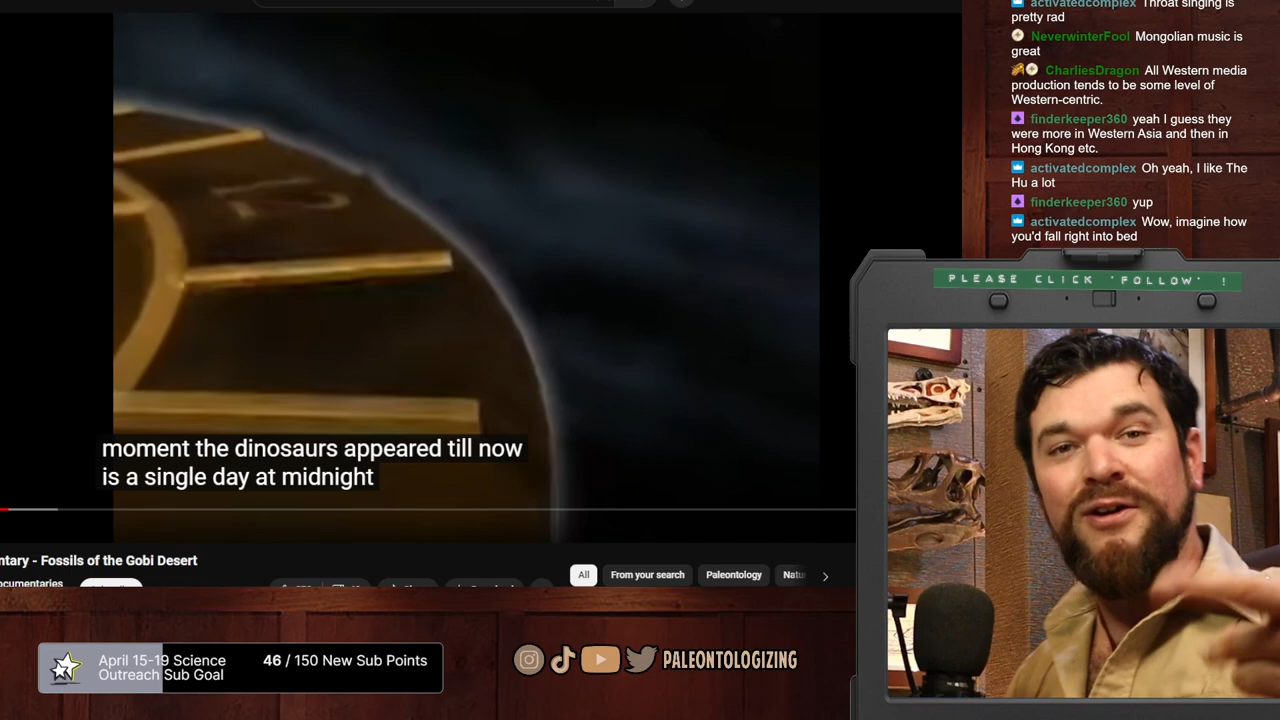 activatedcomplex Throat singing is
pretty rad
NeverwinterFool Mongolian music is
great
CharliesDragon All Western media
production tends to be some level of
Western-centric.
finderkeeper360 yeah I guess they
were more in Western Asia and then in
Hong Kong etc.
activatedcomplex Oh yeah, I like The
Hu a lot
finderkeeper360 yup
activatedcomplex Wow, imagine how
you'd fall right into bed
PLEASE CLICK 'FOLLOW' !
12
moment the dinosaurs appeared till now
is a single day at midnight
ntary - Fossils of the Gobi Desert
ocumentaries
All From your search Paleontology Natu
April 15-19 Science
Outreach Sub Goal
46 / 150 New Sub Points
PALEONTOLOGIZING